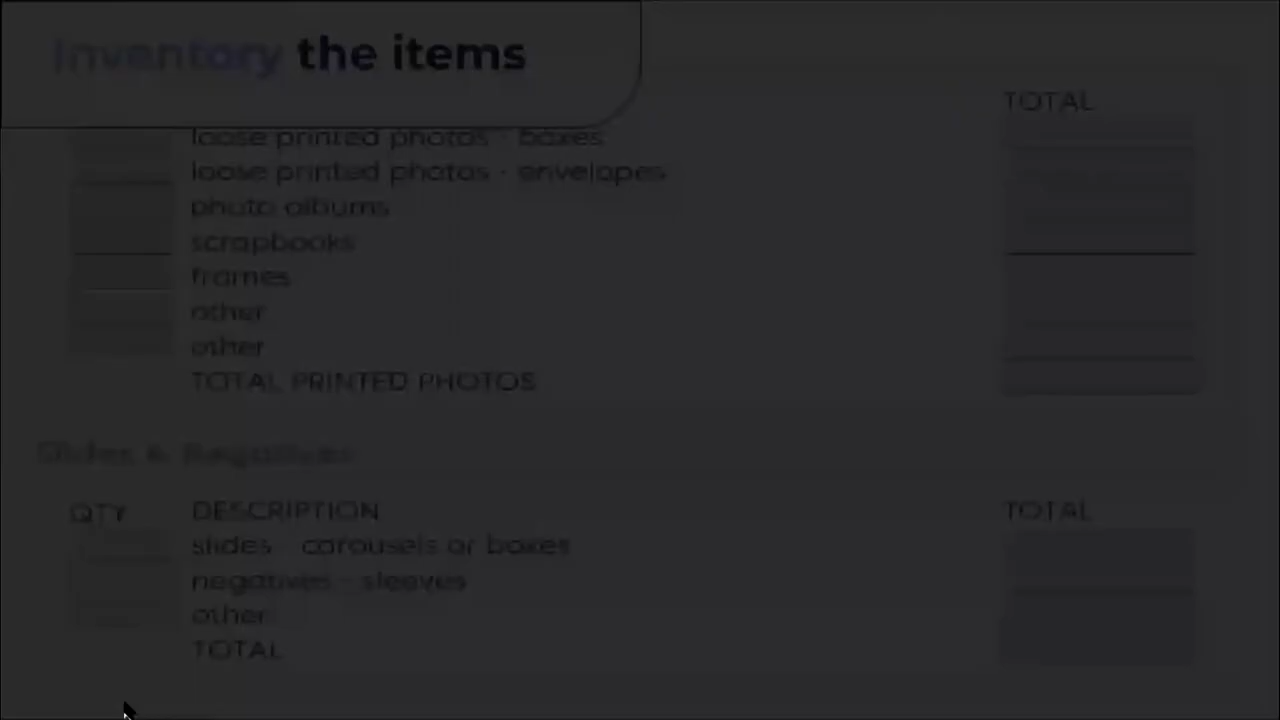 Inventory the items
TOTAL
loose printed photos - boxes
loose printed photos - envelopes
photo albums
scrapbooks
frames
other
other
TOTAL PRINTED PHOTOS
Slides & Negatives
QTY DESCRIPTION TOTAL
slides - carousels or boxes
negatives - sleeves
other
TOTAL